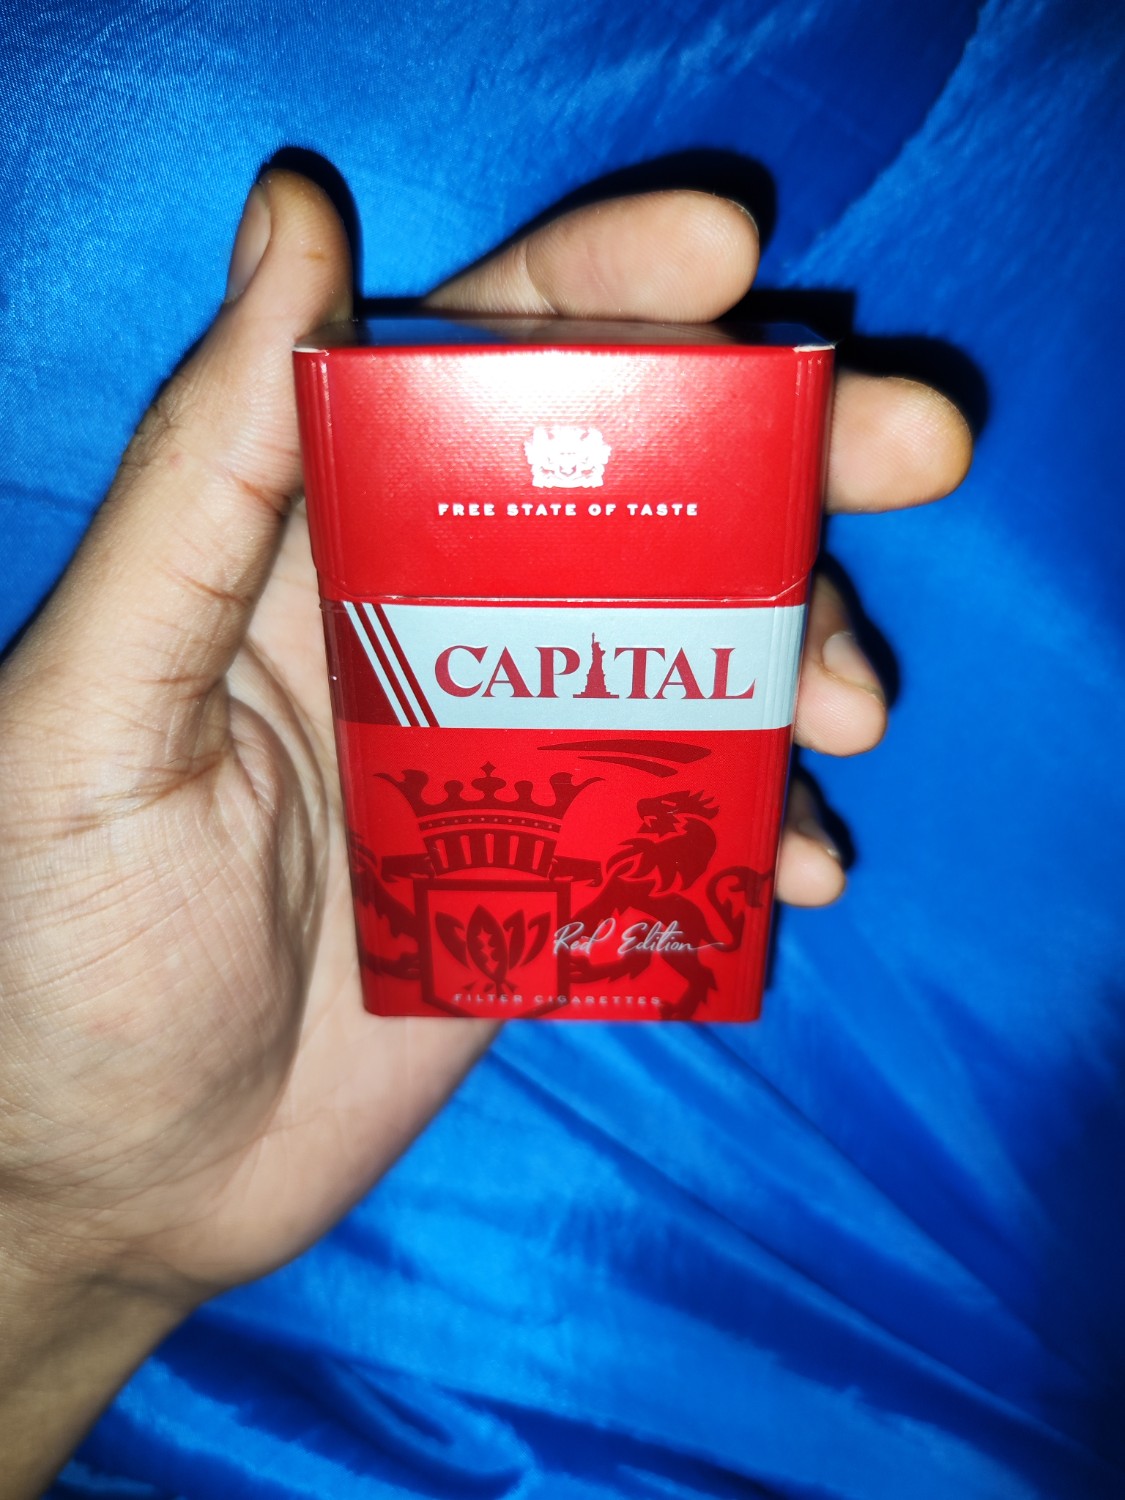 FREE STATE OF TASTE
CAPITAL
Red Edition
FILTER CIGARETTES